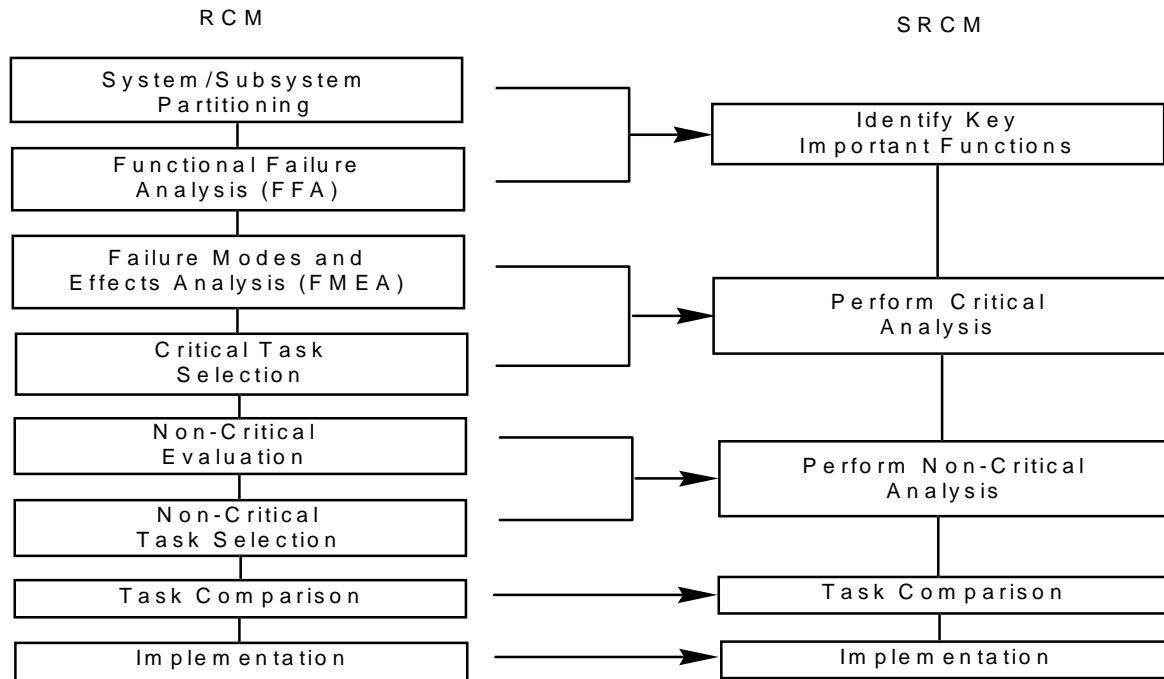 RCM
SRCM
System/Subsystem
Partitioning
Functional Failure
Analysis (FFA)
Failure Modes and
Effects Analysis (FMEA)
Critical Task
Selection
Non-Critical
Evaluation
Non-Critical
Task Selection
Task Comparison
Implementation
Identify Key
Important Functions
Perform Critical
Analysis
Perform Non-Critical
Analysis
Task Comparison
Implementation